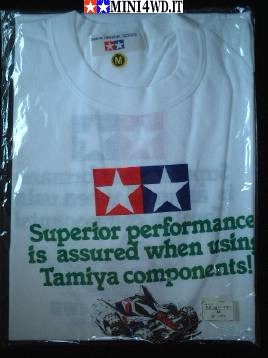 MINI4WD.IT
M
Superior performance
is assured when using
Tamiya components!